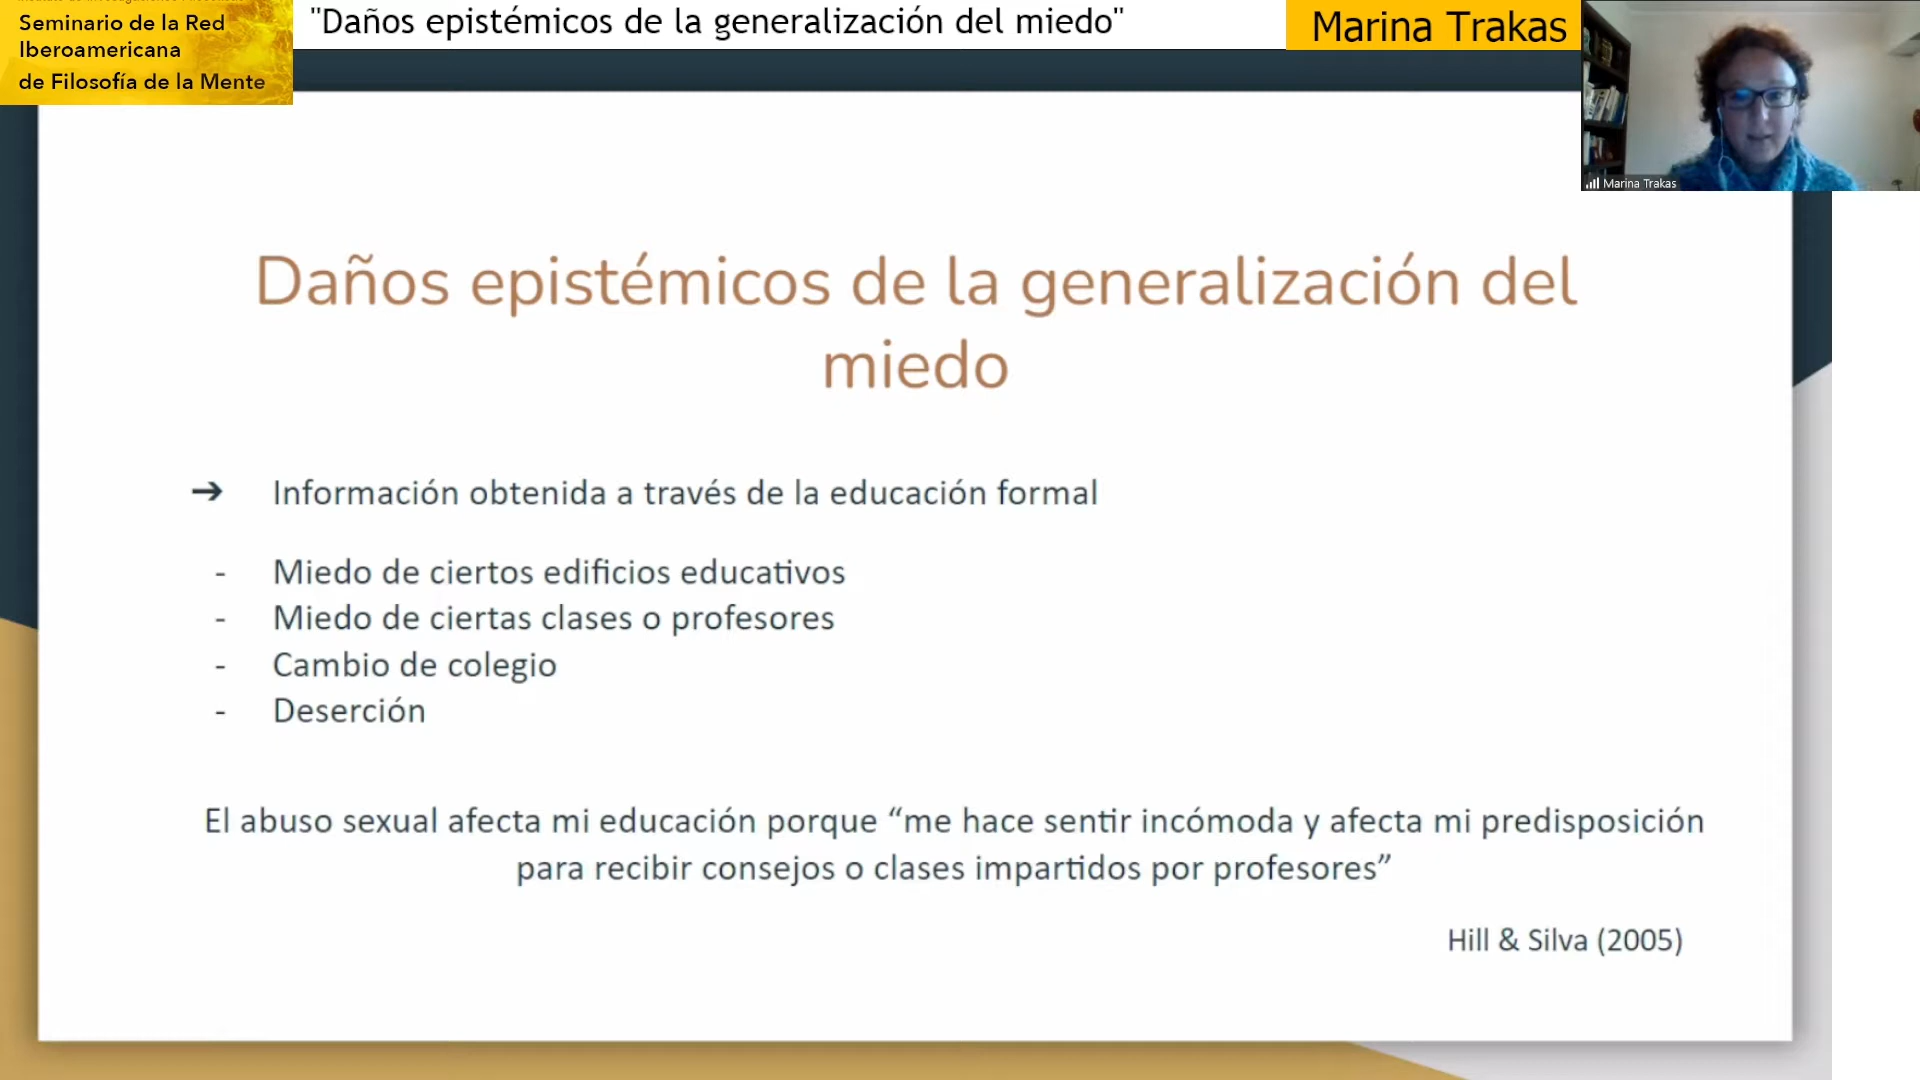 Seminario de la Red
Iberoamericana
de Filosofía de la Mente
"Daños epistémicos de la generalización del miedo"
Marina Trakas
Marina Trakas
Daños epistémicos de la generalización del
miedo
➔ Información obtenida a través de la educación formal
- Miedo de ciertos edificios educativos
- Miedo de ciertas clases o profesores
- Cambio de colegio
- Deserción
El abuso sexual afecta mi educación porque “me hace sentir incómoda y afecta mi predisposición
para recibir consejos o clases impartidos por profesores”
Hill & Silva (2005)